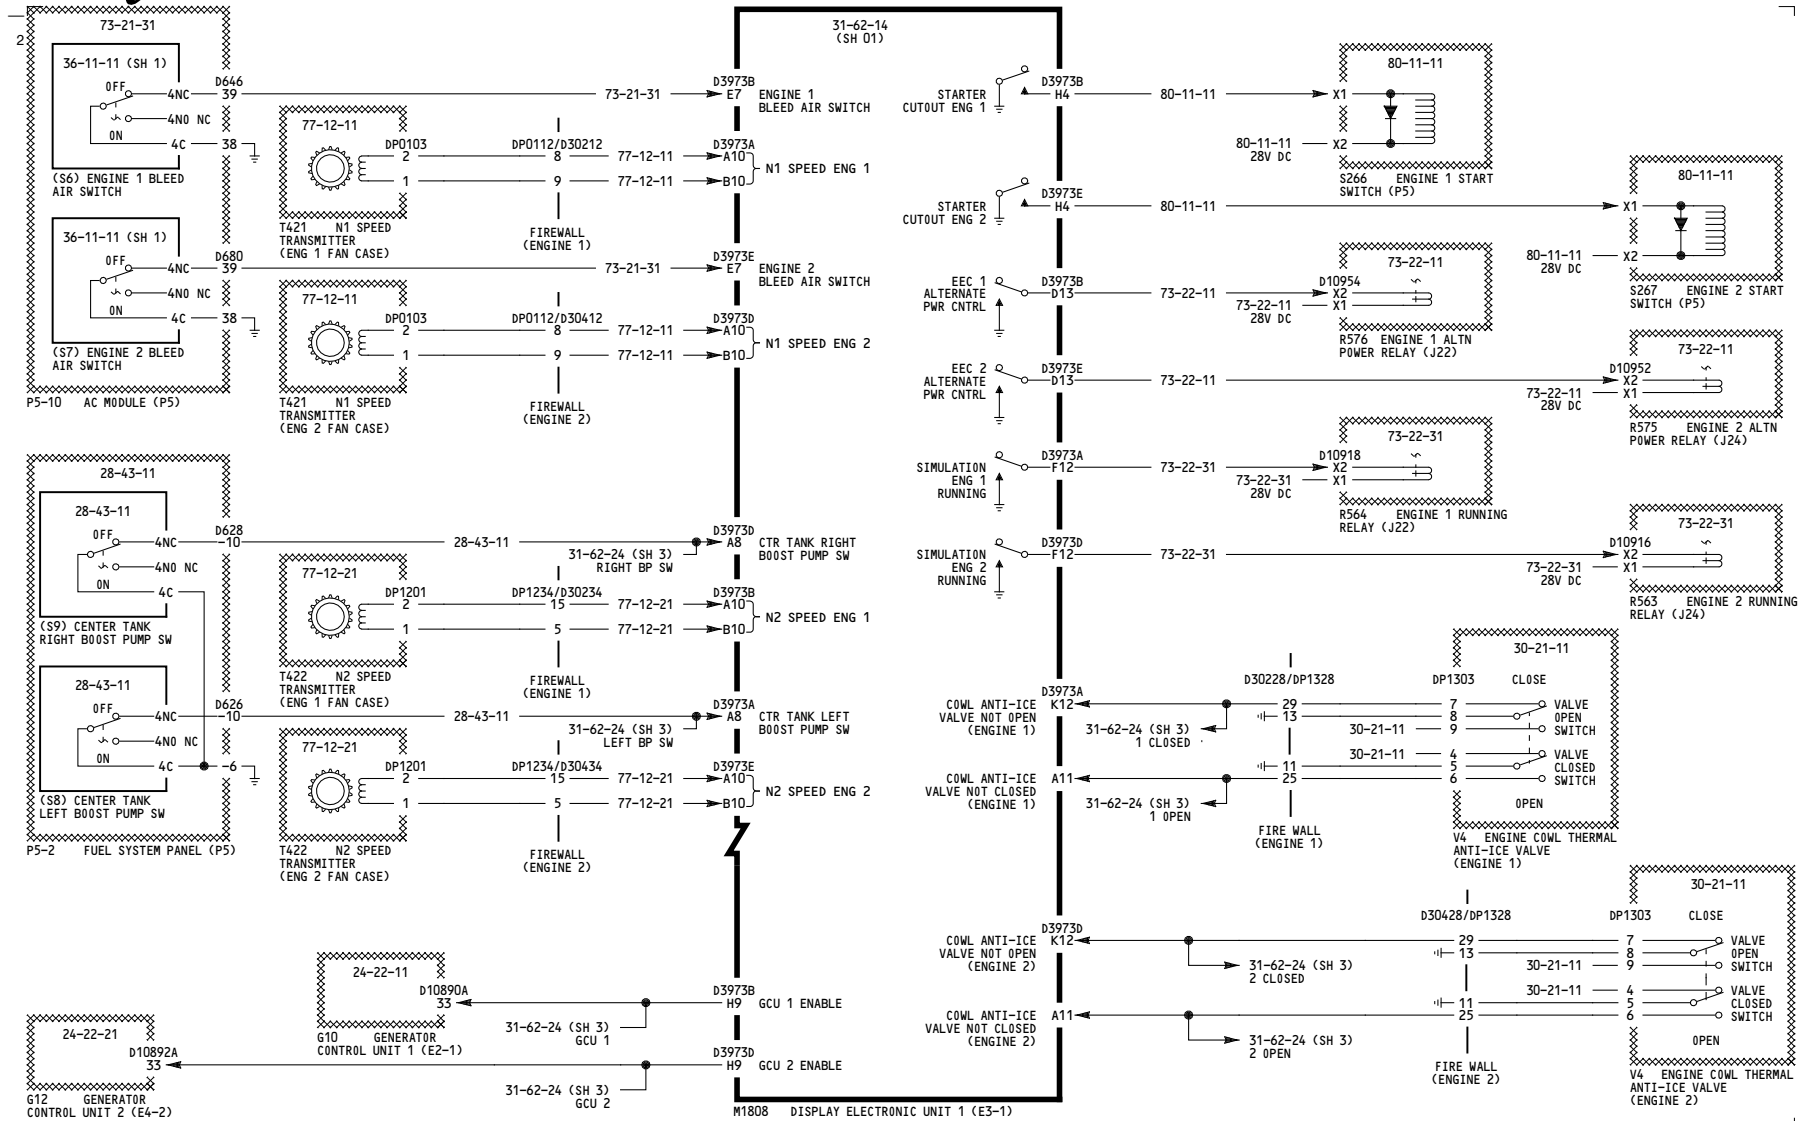 2
73-21-31
36-11-11 (SH 1)
OFF
4NC
D646
39
4NO NC
ON
4C
38
(S6) ENGINE 1 BLEED
AIR SWITCH
36-11-11 (SH 1)
OFF
4NC
D680
39
4NO NC
ON
4C
38
(S7) ENGINE 2 BLEED
AIR SWITCH
P5-10 AC MODULE (P5)
73-21-31
77-12-11
DP0103
2
1
T421 N1 SPEED
TRANSMITTER
(ENG 1 FAN CASE)
DP0112/D30212
8 77-12-11
9 77-12-11
FIREWALL
(ENGINE 1)
73-21-31
77-12-11
DP0103
2
1
T421 N1 SPEED
TRANSMITTER
(ENG 2 FAN CASE)
DP0112/D30412
8 77-12-11
9 77-12-11
FIREWALL
(ENGINE 2)
28-43-11
28-43-11
OFF
4NC
D628
10
4NO NC
ON
4C
(S9) CENTER TANK
RIGHT BOOST PUMP SW
28-43-11
OFF
4NC
D626
10
4NO NC
ON
4C
6
(S8) CENTER TANK
LEFT BOOST PUMP SW
P5-2 FUEL SYSTEM PANEL (P5)
28-43-11
31-62-24 (SH 3)
RIGHT BP SW
77-12-21
DP1201
2
1
T422 N2 SPEED
TRANSMITTER
(ENG 1 FAN CASE)
DP1234/D30234
15 77-12-21
5 77-12-21
FIREWALL
(ENGINE 1)
28-43-11
31-62-24 (SH 3)
LEFT BP SW
77-12-21
DP1201
2
1
T422 N2 SPEED
TRANSMITTER
(ENG 2 FAN CASE)
DP1234/D30434
15 77-12-21
5 77-12-21
FIREWALL
(ENGINE 2)
24-22-11
D10890A
33
G10 GENERATOR
CONTROL UNIT 1 (E2-1)
31-62-24 (SH 3)
GCU 1
24-22-21
D10892A
33
G12 GENERATOR
CONTROL UNIT 2 (E4-2)
31-62-24 (SH 3)
GCU 2
31-62-14
(SH 01)
D3973B
E7 ENGINE 1
BLEED AIR SWITCH
D3973A
A10
B10
N1 SPEED ENG 1
D3973E
E7 ENGINE 2
BLEED AIR SWITCH
D3973D
A10
B10
N1 SPEED ENG 2
D3973D
A8 CTR TANK RIGHT
BOOST PUMP SW
D3973B
A10
B10
N2 SPEED ENG 1
D3973A
A8 CTR TANK LEFT
BOOST PUMP SW
D3973E
A10
B10
N2 SPEED ENG 2
D3973B
H9 GCU 1 ENABLE
D3973D
H9 GCU 2 ENABLE
M1808 DISPLAY ELECTRONIC UNIT 1 (E3-1)
STARTER
CUTOUT ENG 1
D3973B
H4
80-11-11
80-11-11
X1
80-11-11
28V DC
X2
S266 ENGINE 1 START
SWITCH (P5)
STARTER
CUTOUT ENG 2
D3973E
H4
80-11-11
80-11-11
X1
80-11-11
28V DC
X2
S267 ENGINE 2 START
SWITCH (P5)
EEC 1
ALTERNATE
PWR CNTRL
D3973B
D13
73-22-11
73-22-11
D10954
X2
X1
73-22-11
28V DC
R576 ENGINE 1 ALTN
POWER RELAY (J22)
EEC 2
ALTERNATE
PWR CNTRL
D3973E
D13
73-22-11
73-22-11
D10952
X2
X1
73-22-11
28V DC
R575 ENGINE 2 ALTN
POWER RELAY (J24)
SIMULATION
ENG 1
RUNNING
D3973A
F12
73-22-31
73-22-31
D10918
X2
X1
73-22-31
28V DC
R564 ENGINE 1 RUNNING
RELAY (J22)
SIMULATION
ENG 2
RUNNING
D3973D
F12
73-22-31
73-22-31
D10916
X2
X1
73-22-31
28V DC
R563 ENGINE 2 RUNNING
RELAY (J24)
COWL ANTI-ICE
VALVE NOT OPEN
(ENGINE 1)
D3973A
K12
31-62-24 (SH 3)
1 CLOSED
COWL ANTI-ICE
VALVE NOT CLOSED
(ENGINE 1)
A11
31-62-24 (SH 3)
1 OPEN
D30228/DP1328
29
13
30-21-11
30-21-11
11
25
FIRE WALL
(ENGINE 1)
30-21-11
DP1303
CLOSE
7 VALVE
8 OPEN
9 SWITCH
4 VALVE
5 CLOSED
6 SWITCH
OPEN
V4 ENGINE COWL THERMAL
ANTI-ICE VALVE
(ENGINE 1)
COWL ANTI-ICE
VALVE NOT OPEN
(ENGINE 2)
D3973D
K12
31-62-24 (SH 3)
2 CLOSED
COWL ANTI-ICE
VALVE NOT CLOSED
(ENGINE 2)
A11
31-62-24 (SH 3)
2 OPEN
D30428/DP1328
29
13
30-21-11
30-21-11
11
25
FIRE WALL
(ENGINE 2)
30-21-11
DP1303
CLOSE
7 VALVE
8 OPEN
9 SWITCH
4 VALVE
5 CLOSED
6 SWITCH
OPEN
V4 ENGINE COWL THERMAL
ANTI-ICE VALVE
(ENGINE 2)